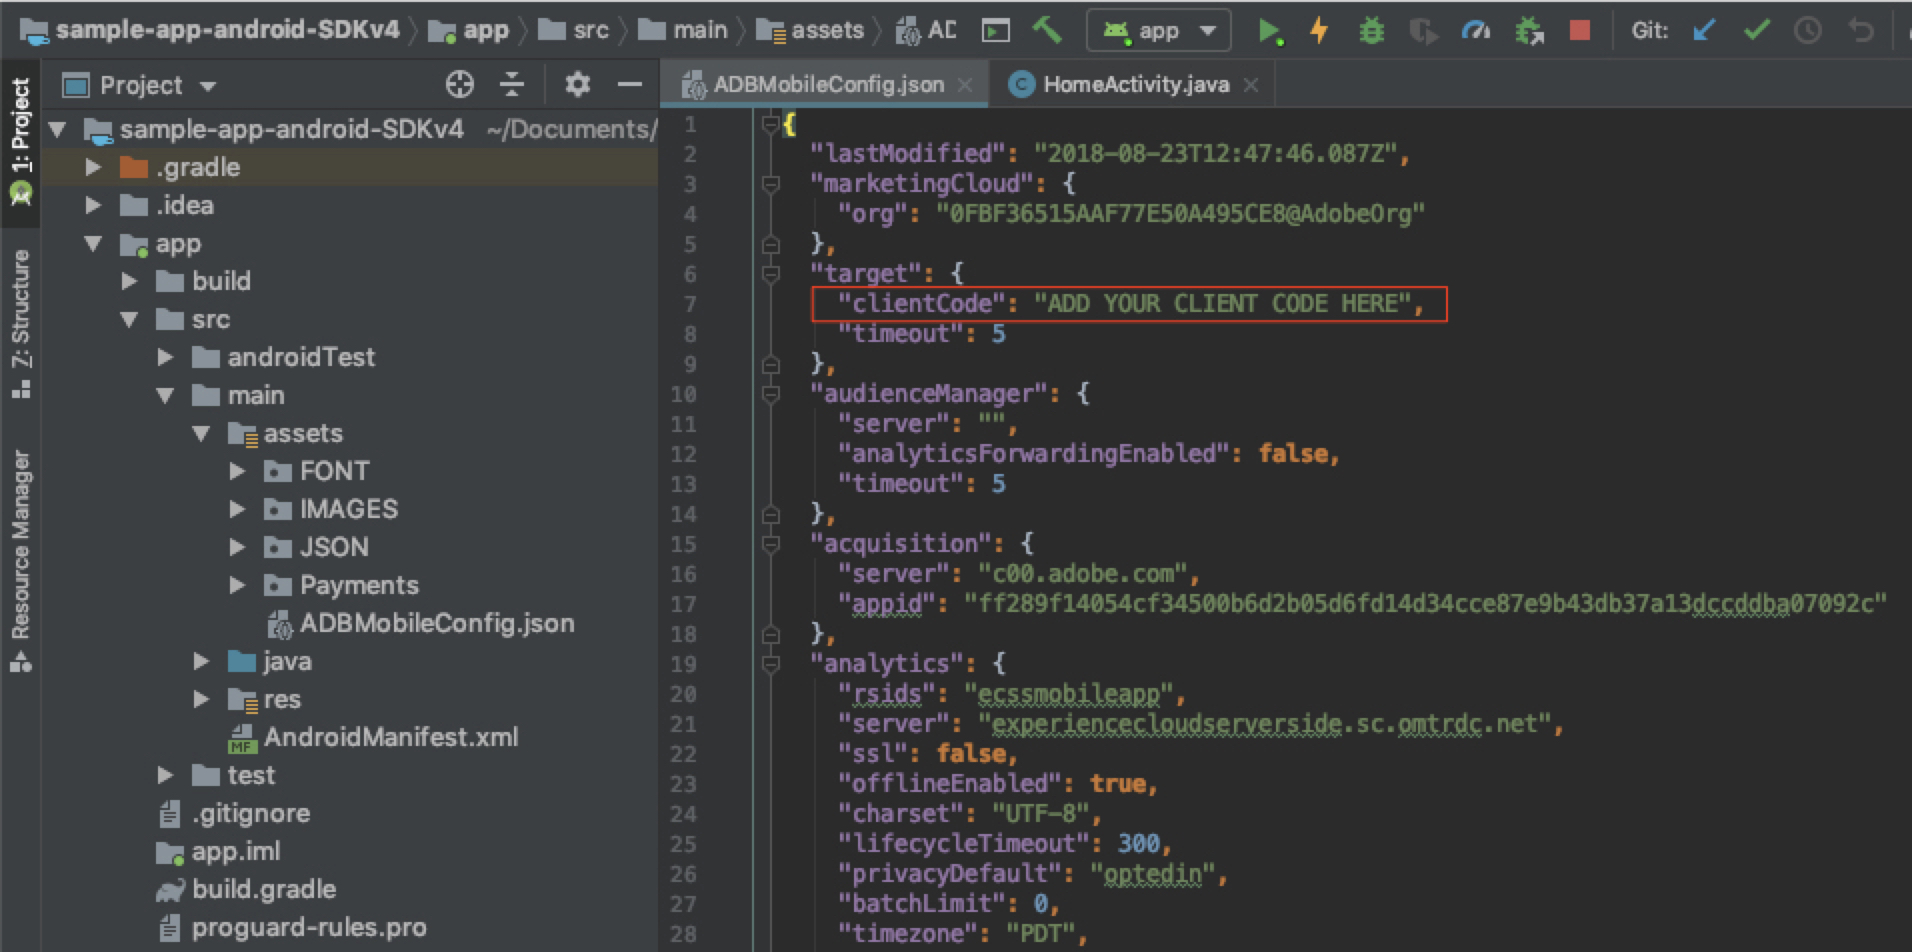 sample-app-android-SDKv4 app src main assets AD app Git:
1: Project
7: Structure
Resource Manager
Project
sample-app-android-SDKv4 ~/Documents/
.gradle
.idea
app
build
src
androidTest
main
assets
FONT
IMAGES
JSON
Payments
ADBMobileConfig.json
java
res
MF AndroidManifest.xml
test
.gitignore
app.iml
build.gradle
proguard-rules.pro
ADBMobileConfig.json C HomeActivity.java
1 {
2 "lastModified": "2018-08-23T12:47:46.087Z",
3 "marketingCloud": {
4 "org": "0FBF36515AAF77E50A495CE8@AdobeOrg"
5 },
6 "target": {
7 "clientCode": "ADD YOUR CLIENT CODE HERE",
8 "timeout": 5
9 },
10 "audienceManager": {
11 "server": "",
12 "analyticsForwardingEnabled": false,
13 "timeout": 5
14 },
15 "acquisition": {
16 "server": "c00.adobe.com",
17 "appid": "ff289f14054cf34500b6d2b05d6fd14d34cce87e9b43db37a13dccddba07092c"
18 },
19 "analytics": {
20 "rsids": "ecssmobileapp",
21 "server": "experiencecloudserverside.sc.omtrdc.net",
22 "ssl": false,
23 "offlineEnabled": true,
24 "charset": "UTF-8",
25 "lifecycleTimeout": 300,
26 "privacyDefault": "optedin",
27 "batchLimit": 0,
28 "timezone": "PDT",